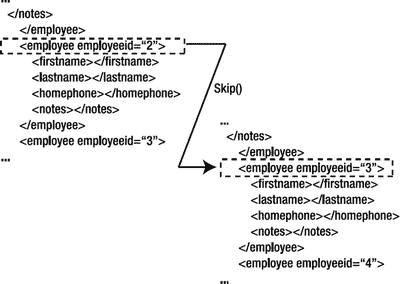 ...
</notes>
</employee>
<employee employeeid=“2”>
<firstname></firstname>
<lastname></lastname>
<homephone></homephone>
<notes></notes>
</employee>
<employee employeeid=“3”>
...
Skip()
...
</notes>
</employee>
<employee employeeid=“3”>
<firstname></firstname>
<lastname></lastname>
<homephone></homephone>
<notes></notes>
</employee>
<employee employeeid=“4”>
...